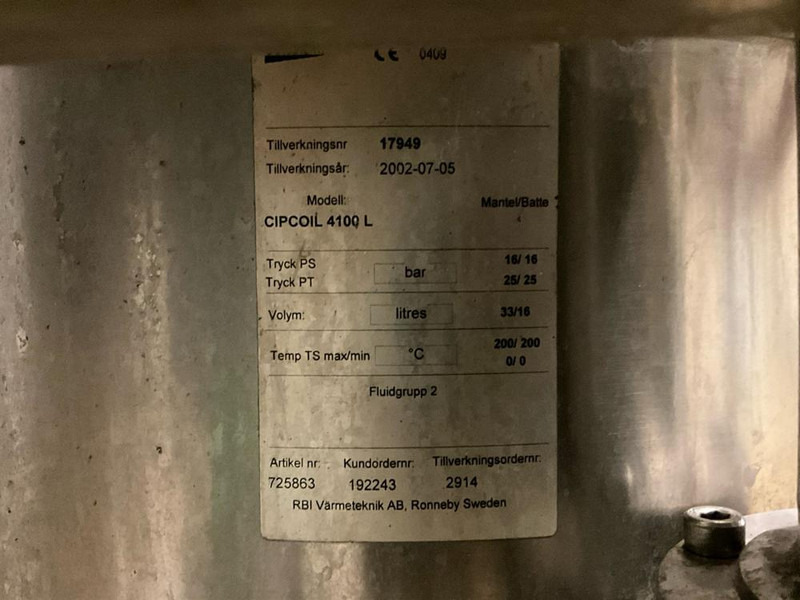 CE 0409
Tillverkningsnr 17949
Tillverkningsår: 2002-07-05
Modell: Mantel/Batte
CIPCOIL 4100 L
Tryck PS bar 16/ 16
Tryck PT 25/ 25
Volym: litres 33/16
Temp TS max/min °C 200/ 200
0/ 0
Fluidgrupp 2
Artikel nr: Kundordernr: Tillverkningsordernr:
725863 192243 2914
RBI Värmeteknik AB, Ronneby Sweden